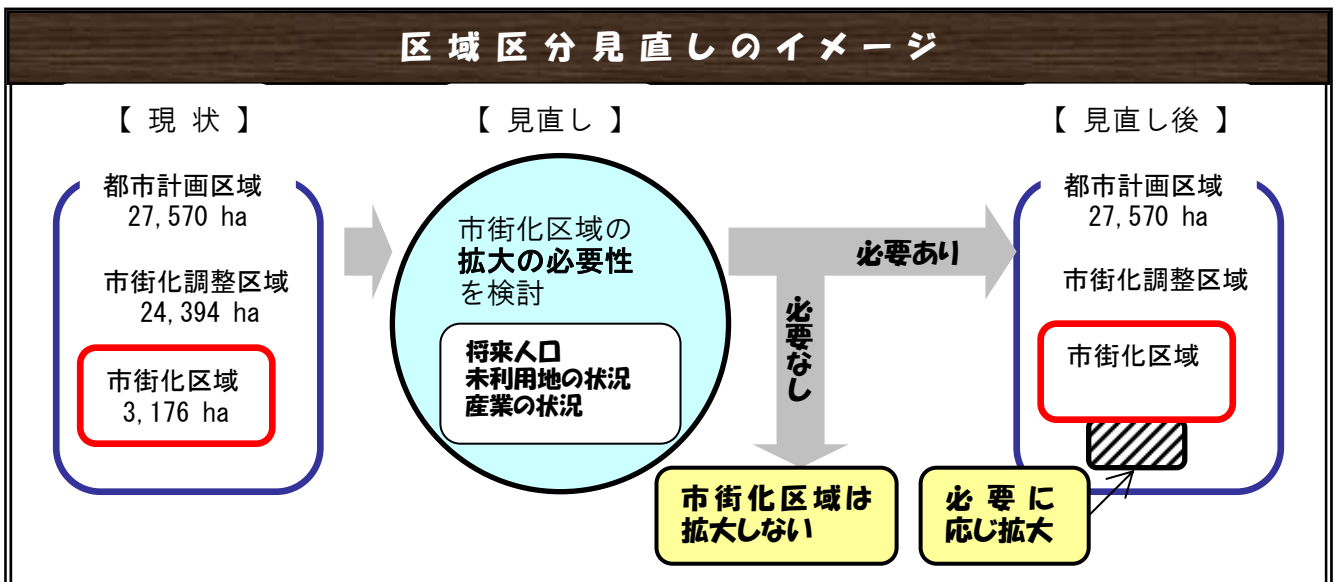 区域区分見直しのイメージ
【 現 状 】
都市計画区域
27,570 ha
市街化調整区域
24,394 ha
市街化区域
3,176 ha
【 見直し 】
市街化区域の
拡大の必要性
を検討
将来人口
未利用地の状況
産業の状況
必要あり
必要なし
市街化区域は
拡大しない
【 見直し後 】
都市計画区域
27,570 ha
市街化調整区域
市街化区域
必要に
応じ拡大